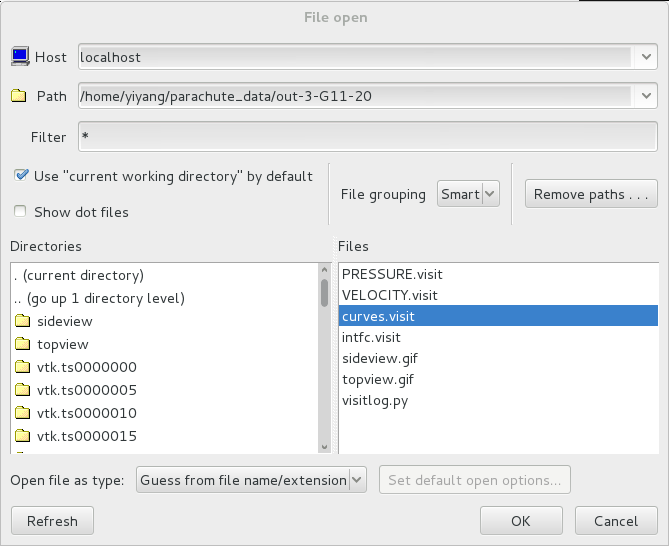 File open
Host localhost
Path /home/yiyang/parachute_data/out-3-G11-20
Filter *
Use "current working directory" by default
Show dot files
File grouping Smart
Remove paths . . .
Directories
. (current directory)
.. (go up 1 directory level)
sideview
topview
vtk.ts0000000
vtk.ts0000005
vtk.ts0000010
vtk.ts0000015
Files
PRESSURE.visit
VELOCITY.visit
curves.visit
intfc.visit
sideview.gif
topview.gif
visitlog.py
Open file as type: Guess from file name/extension Set default open options...
Refresh OK Cancel